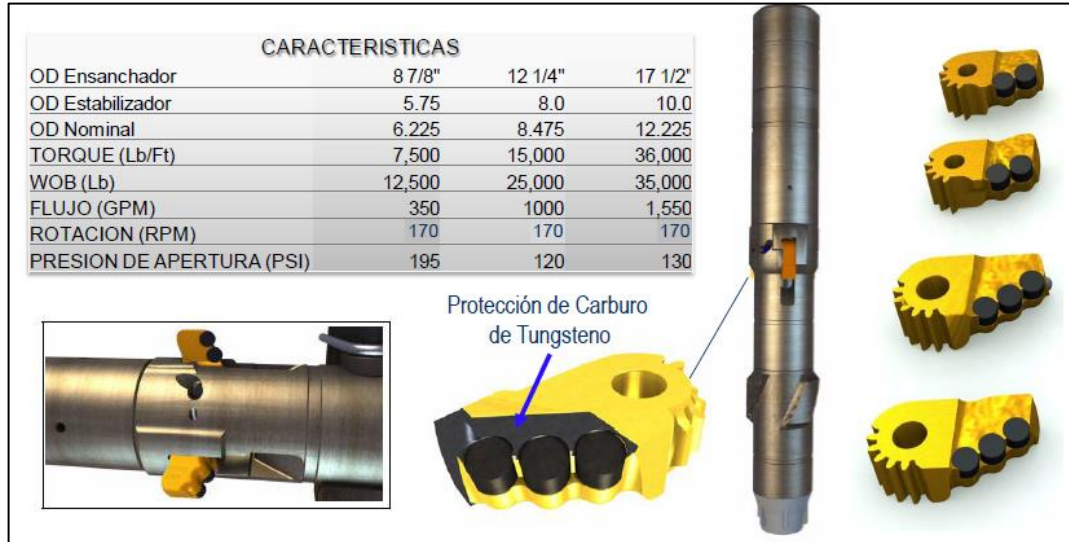 CARACTERISTICAS
OD Ensanchador 8 7/8" 12 1/4" 17 1/2"
OD Estabilizador 5.75 8.0 10.0
OD Nominal 6.225 8.475 12.225
TORQUE (Lb/Ft) 7,500 15,000 36,000
WOB (Lb) 12,500 25,000 35,000
FLUJO (GPM) 350 1000 1,550
ROTACION (RPM) 170 170 170
PRESION DE APERTURA (PSI) 195 120 130
Protección de Carburo
de Tungsteno